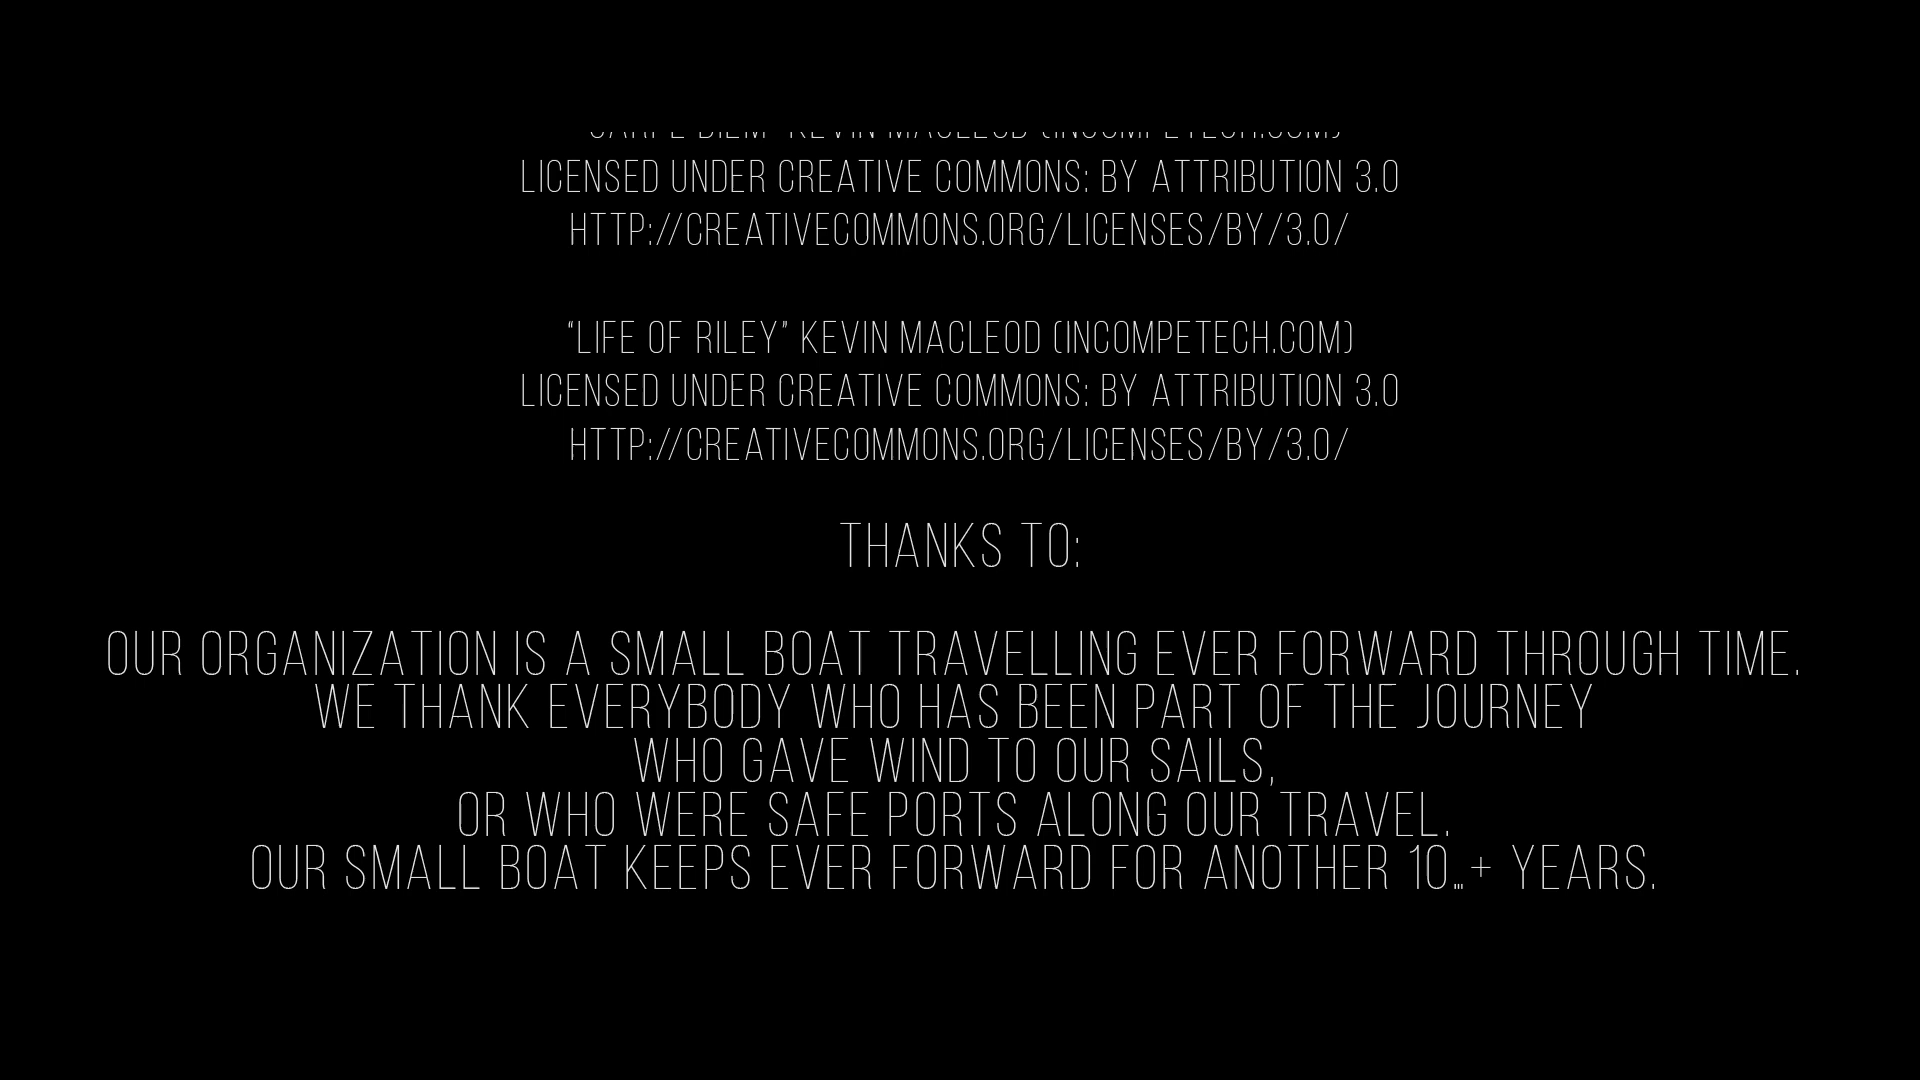 "CARPE DIEM" KEVIN MACLEOD (INCOMPETECH.COM)
LICENSED UNDER CREATIVE COMMONS: BY ATTRIBUTION 3.0
HTTP://CREATIVECOMMONS.ORG/LICENSES/BY/3.0/
“LIFE OF RILEY” KEVIN MACLEOD (INCOMPETECH.COM)
LICENSED UNDER CREATIVE COMMONS: BY ATTRIBUTION 3.0
HTTP://CREATIVECOMMONS.ORG/LICENSES/BY/3.0/
THANKS TO:
OUR ORGANIZATION IS A SMALL BOAT TRAVELLING EVER FORWARD THROUGH TIME.
WE THANK EVERYBODY WHO HAS BEEN PART OF THE JOURNEY
WHO GAVE WIND TO OUR SAILS,
OR WHO WERE SAFE PORTS ALONG OUR TRAVEL.
OUR SMALL BOAT KEEPS EVER FORWARD FOR ANOTHER 10...+ YEARS.